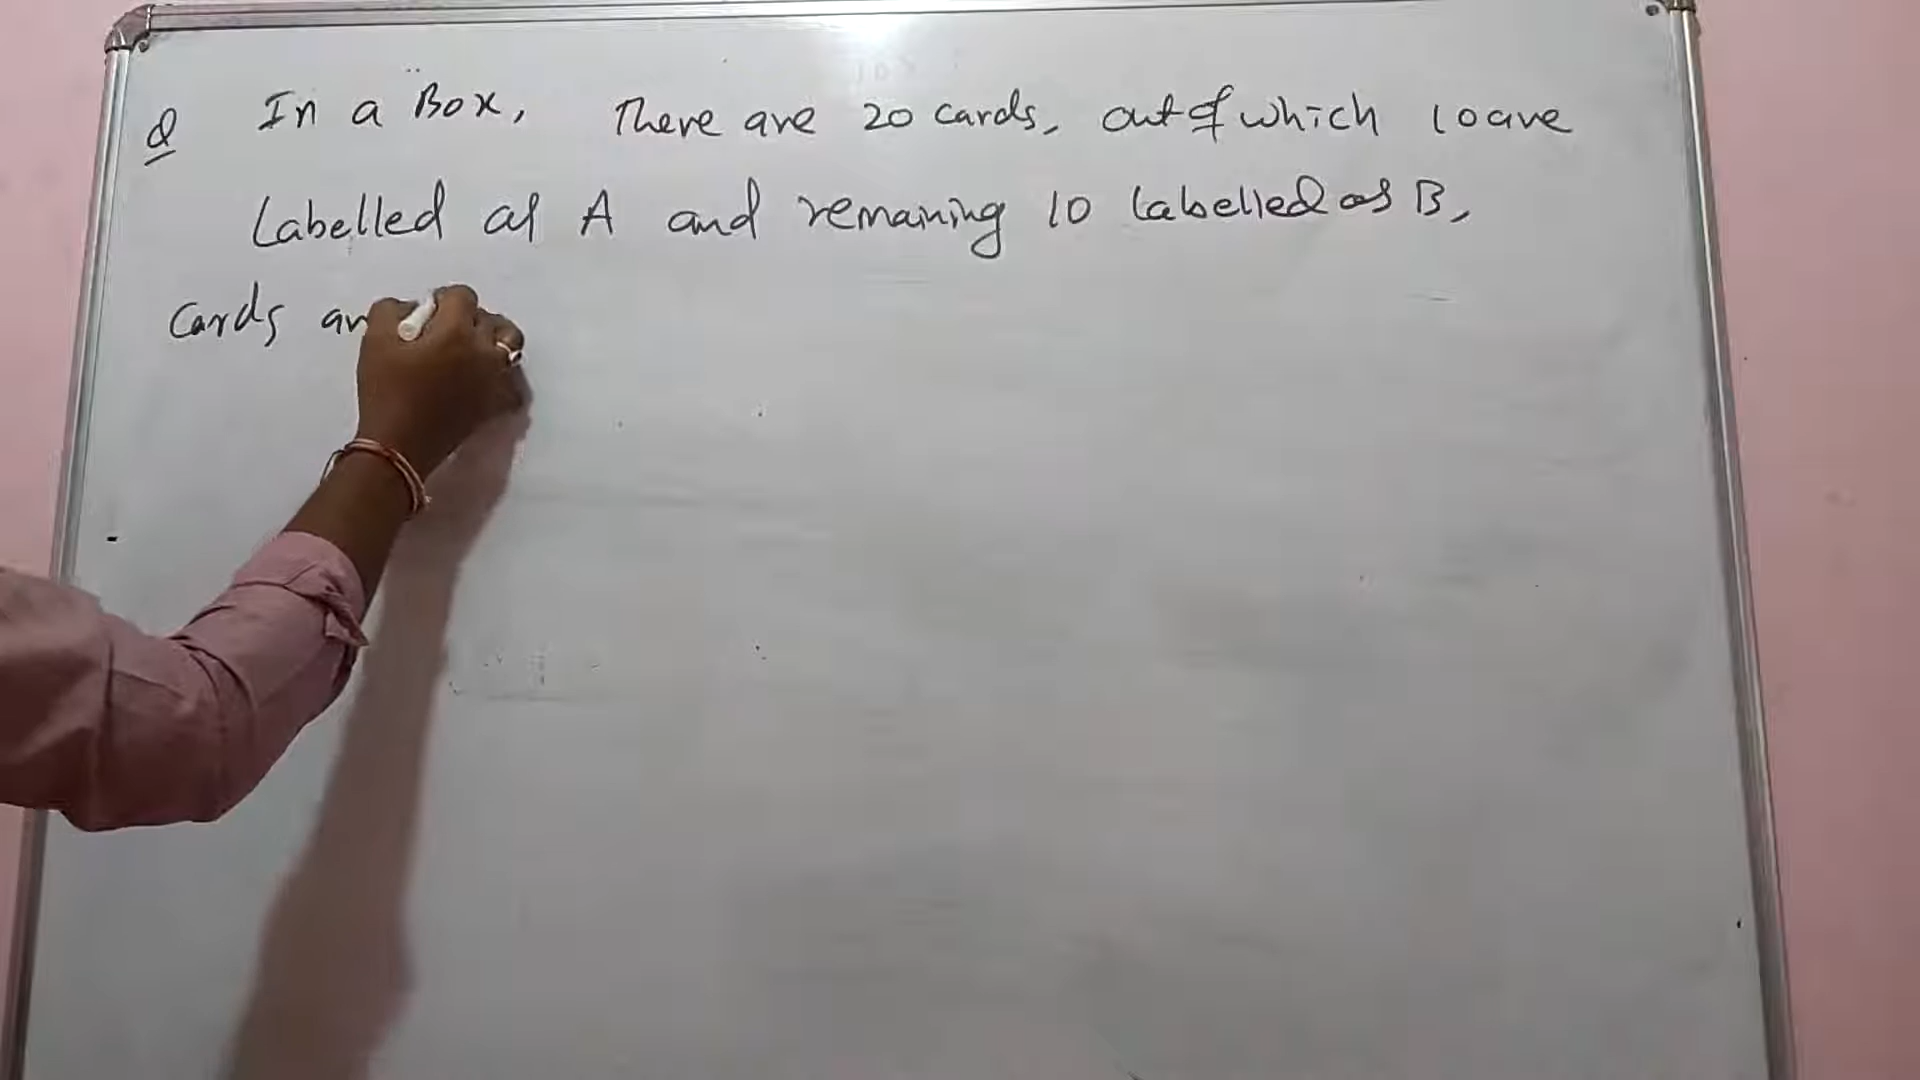 Q In a Box, There are 20 cards, out of which 10 are
Labelled as A and remaining 10 labelled as B,
cards